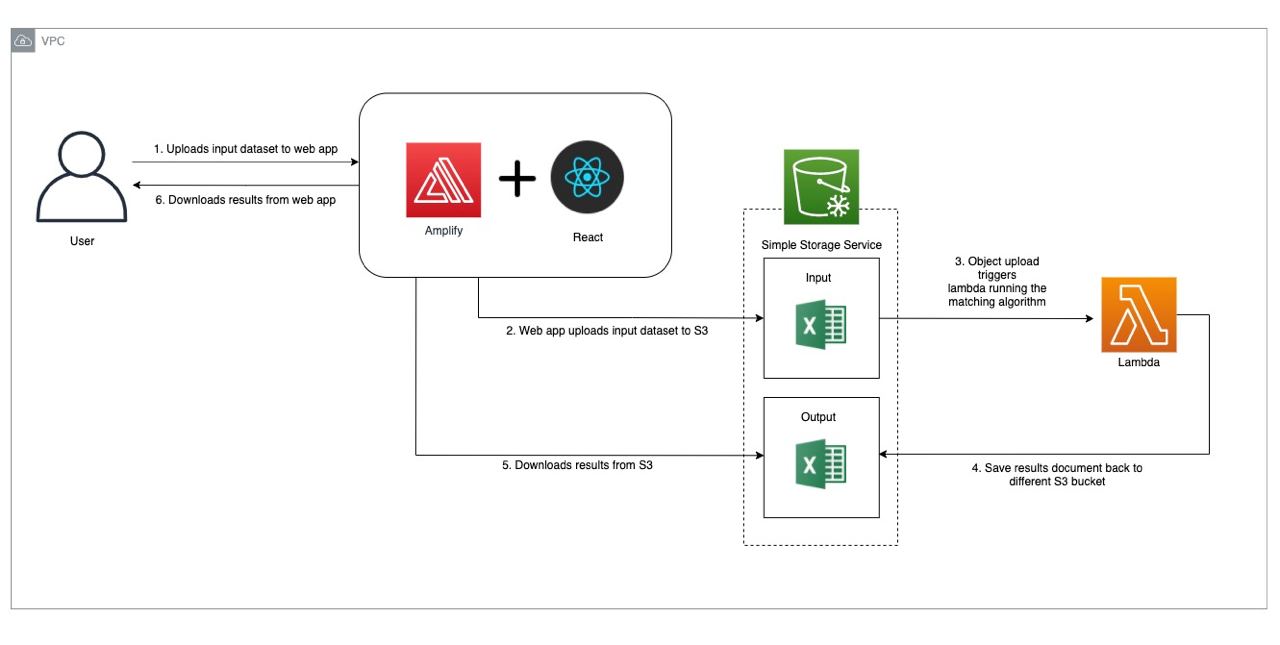 VPC
1. Uploads input dataset to web app
6. Downloads results from web app
User
Amplify
React
Simple Storage Service
Input
2. Web app uploads input dataset to S3
3. Object upload
triggers
lambda running the
matching algorithm
Lambda
Output
5. Downloads results from S3
4. Save results document back to
different S3 bucket
X
X